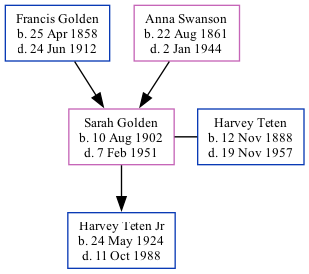 Francis Golden
b. 25 Apr 1858
d. 24 Jun 1912
Anna Swanson
b. 22 Aug 1861
d. 2 Jan 1944
Sarah Golden
b. 10 Aug 1902
d. 7 Feb 1951
Harvey Teten
b. 12 Nov 1888
d. 19 Nov 1957
Harvey Teten Jr
b. 24 May 1924
d. 11 Oct 1988